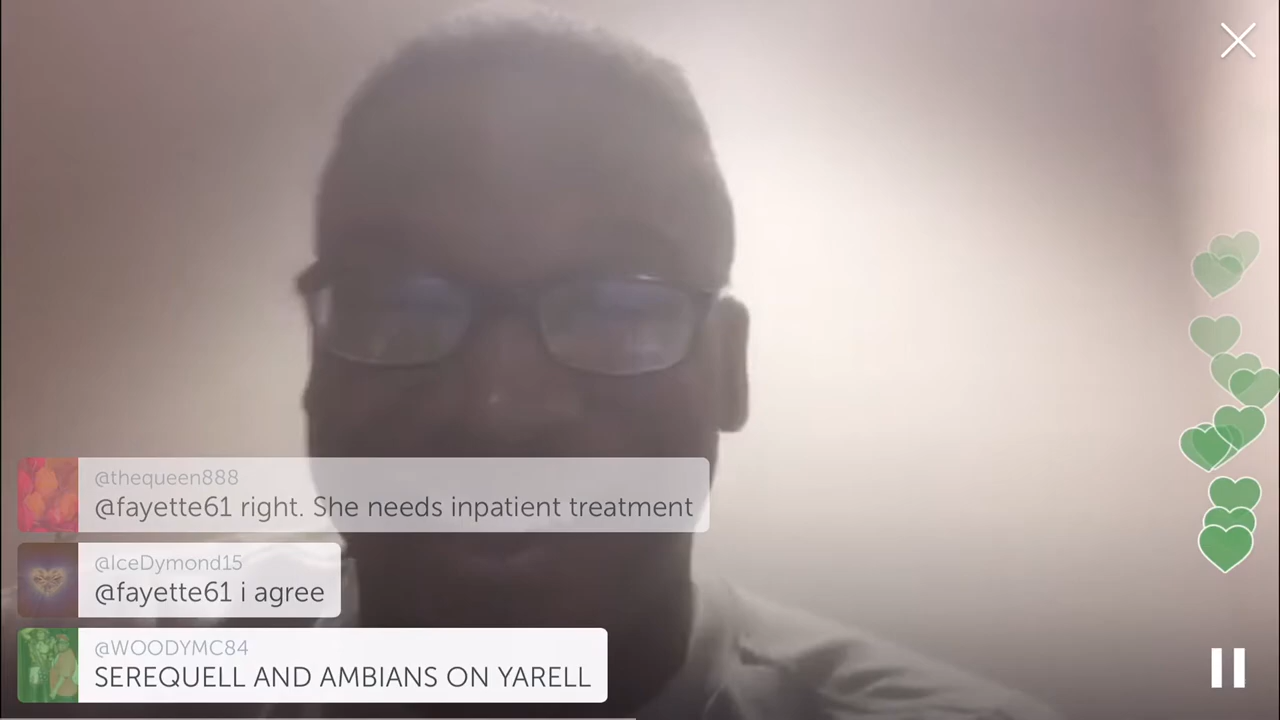 @thequeen888
@fayette61 right. She needs inpatient treatment
@IceDymond15
@fayette61 i agree
@WOODYMC84
SEREQUELL AND AMBIANS ON YARELL